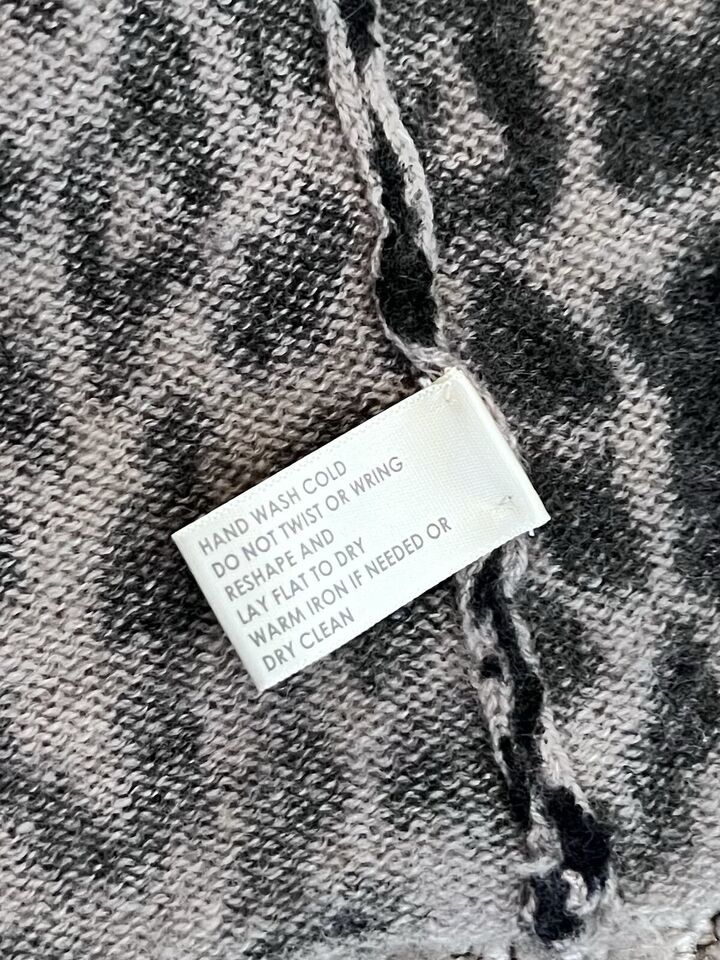 HAND WASH COLD
DO NOT TWIST OR WRING
RESHAPE AND
LAY FLAT TO DRY
WARM IRON IF NEEDED OR
DRY CLEAN